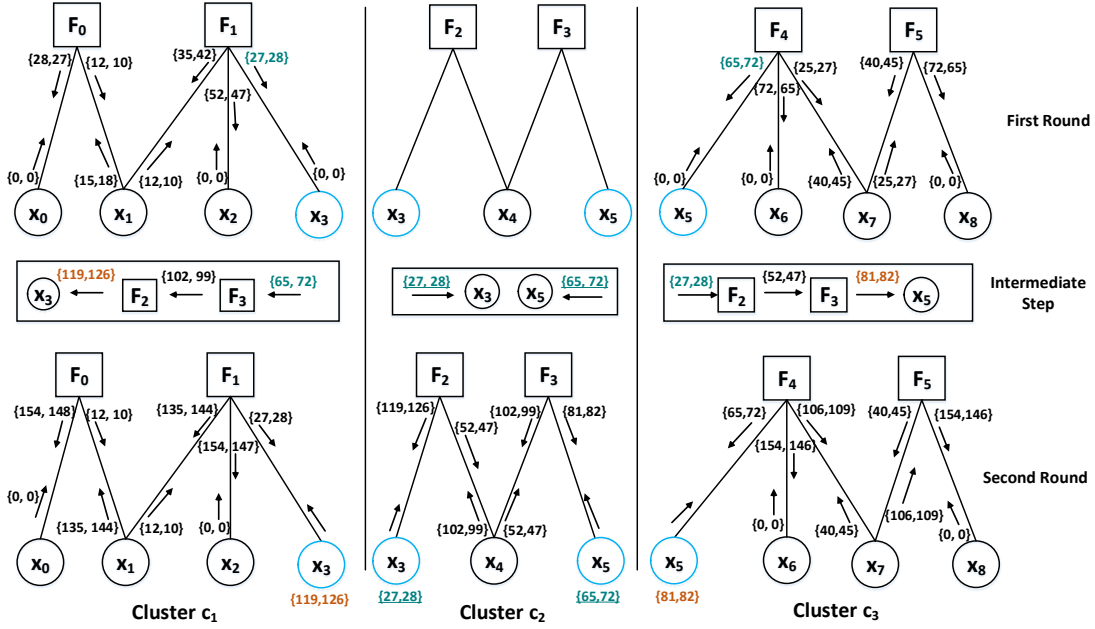 F0 F1 F2 F3 F4 F5
{28,27} {12, 10} {35,42} {27,28} {65,72} {25,27} {40,45} {72,65}
{52, 47} {72, 65}
First Round
{0, 0} {15,18} {12,10} {0,0} {0, 0} {0, 0} {0,0} {40,45} {25,27} {0,0}
x0 x1 x2 x3 x3 x4 x5 x5 x6 x7 x8
{119,126} {102, 99} {65, 72}
x3 F2 F3
{27, 28} {65, 72}
x3 x5
{27,28} {52,47} {81,82}
F2 F3 x5
Intermediate
Step
F0 F1 F2 F3 F4 F5
{154, 148} {12, 10} {135, 144} {27,28} {119,126} {102,99} {81,82} {65,72} {106,109} {40,45} {154,146}
{154, 147} {52,47} {154, 146}
Second Round
{0, 0} {135, 144} {12,10} {0,0} {102,99} {52,47} {0, 0} {40,45} {106,109} {0,0}
x0 x1 x2 x3 x3 x4 x5 x5 x6 x7 x8
{119,126} {27,28} {65,72} {81,82}
Cluster c1 Cluster c2 Cluster c3